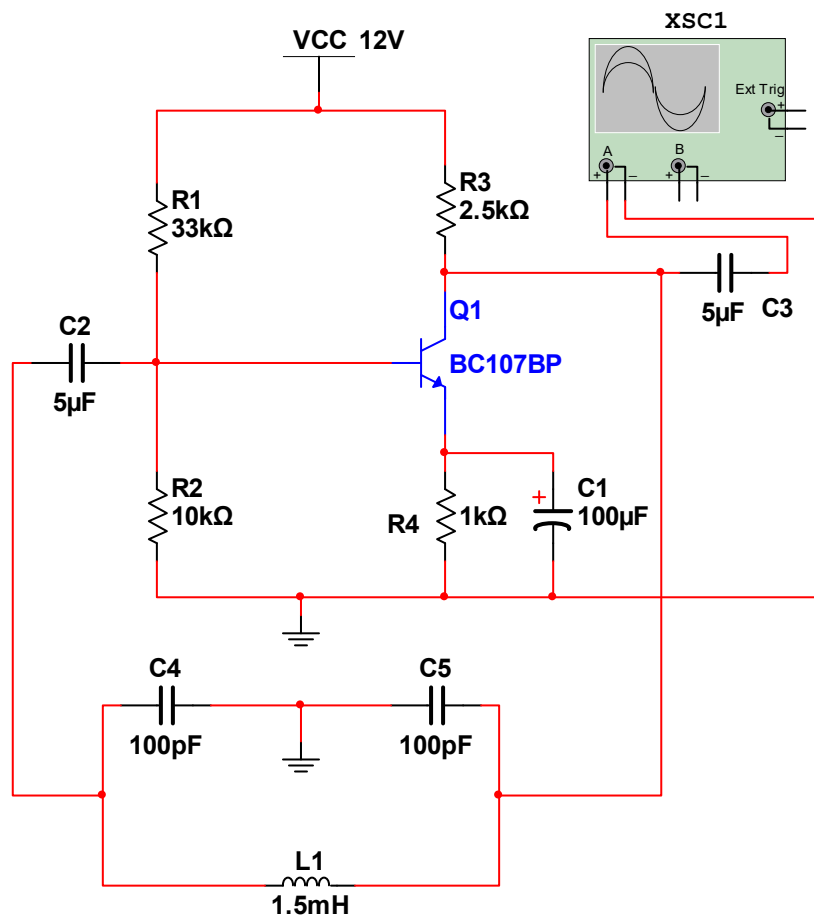 XSC1
VCC 12V
Ext Trig
+
–
A
B
+ –
+ –
R1
33kΩ
R3
2.5kΩ
Q1
BC107BP
5µF
C3
C2
5µF
R2
10kΩ
R4
1kΩ
+
C1
100µF
C4
100pF
C5
100pF
L1
1.5mH